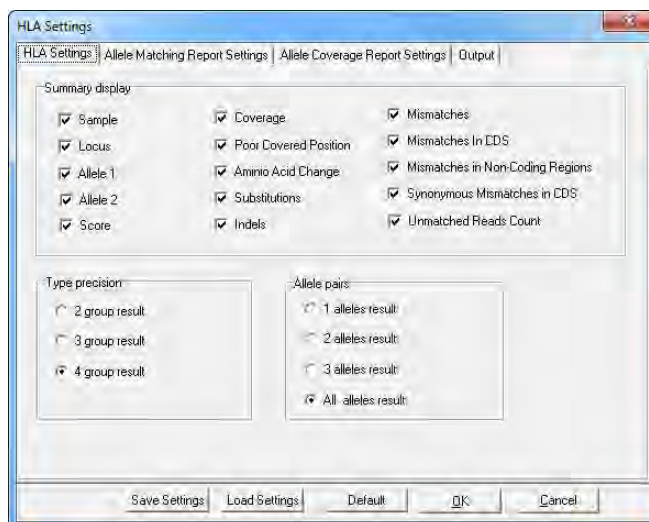 HLA Settings
HLA Settings Allele Matching Report Settings Allele Coverage Report Settings Output
Summary display
Sample
Locus
Allele 1
Allele 2
Score
Coverage
Poor Covered Position
Aminio Acid Change
Substitutions
Indels
Mismatches
Mismatches In CDS
Mismatches in Non-Coding Regions
Synonymous Mismatches in CDS
Unmatched Reads Count
Type precision
2 group result
3 group result
4 group result
Allele pairs
1 alleles result
2 alleles result
3 alleles result
All alleles result
Save Settings Load Settings Default OK Cancel